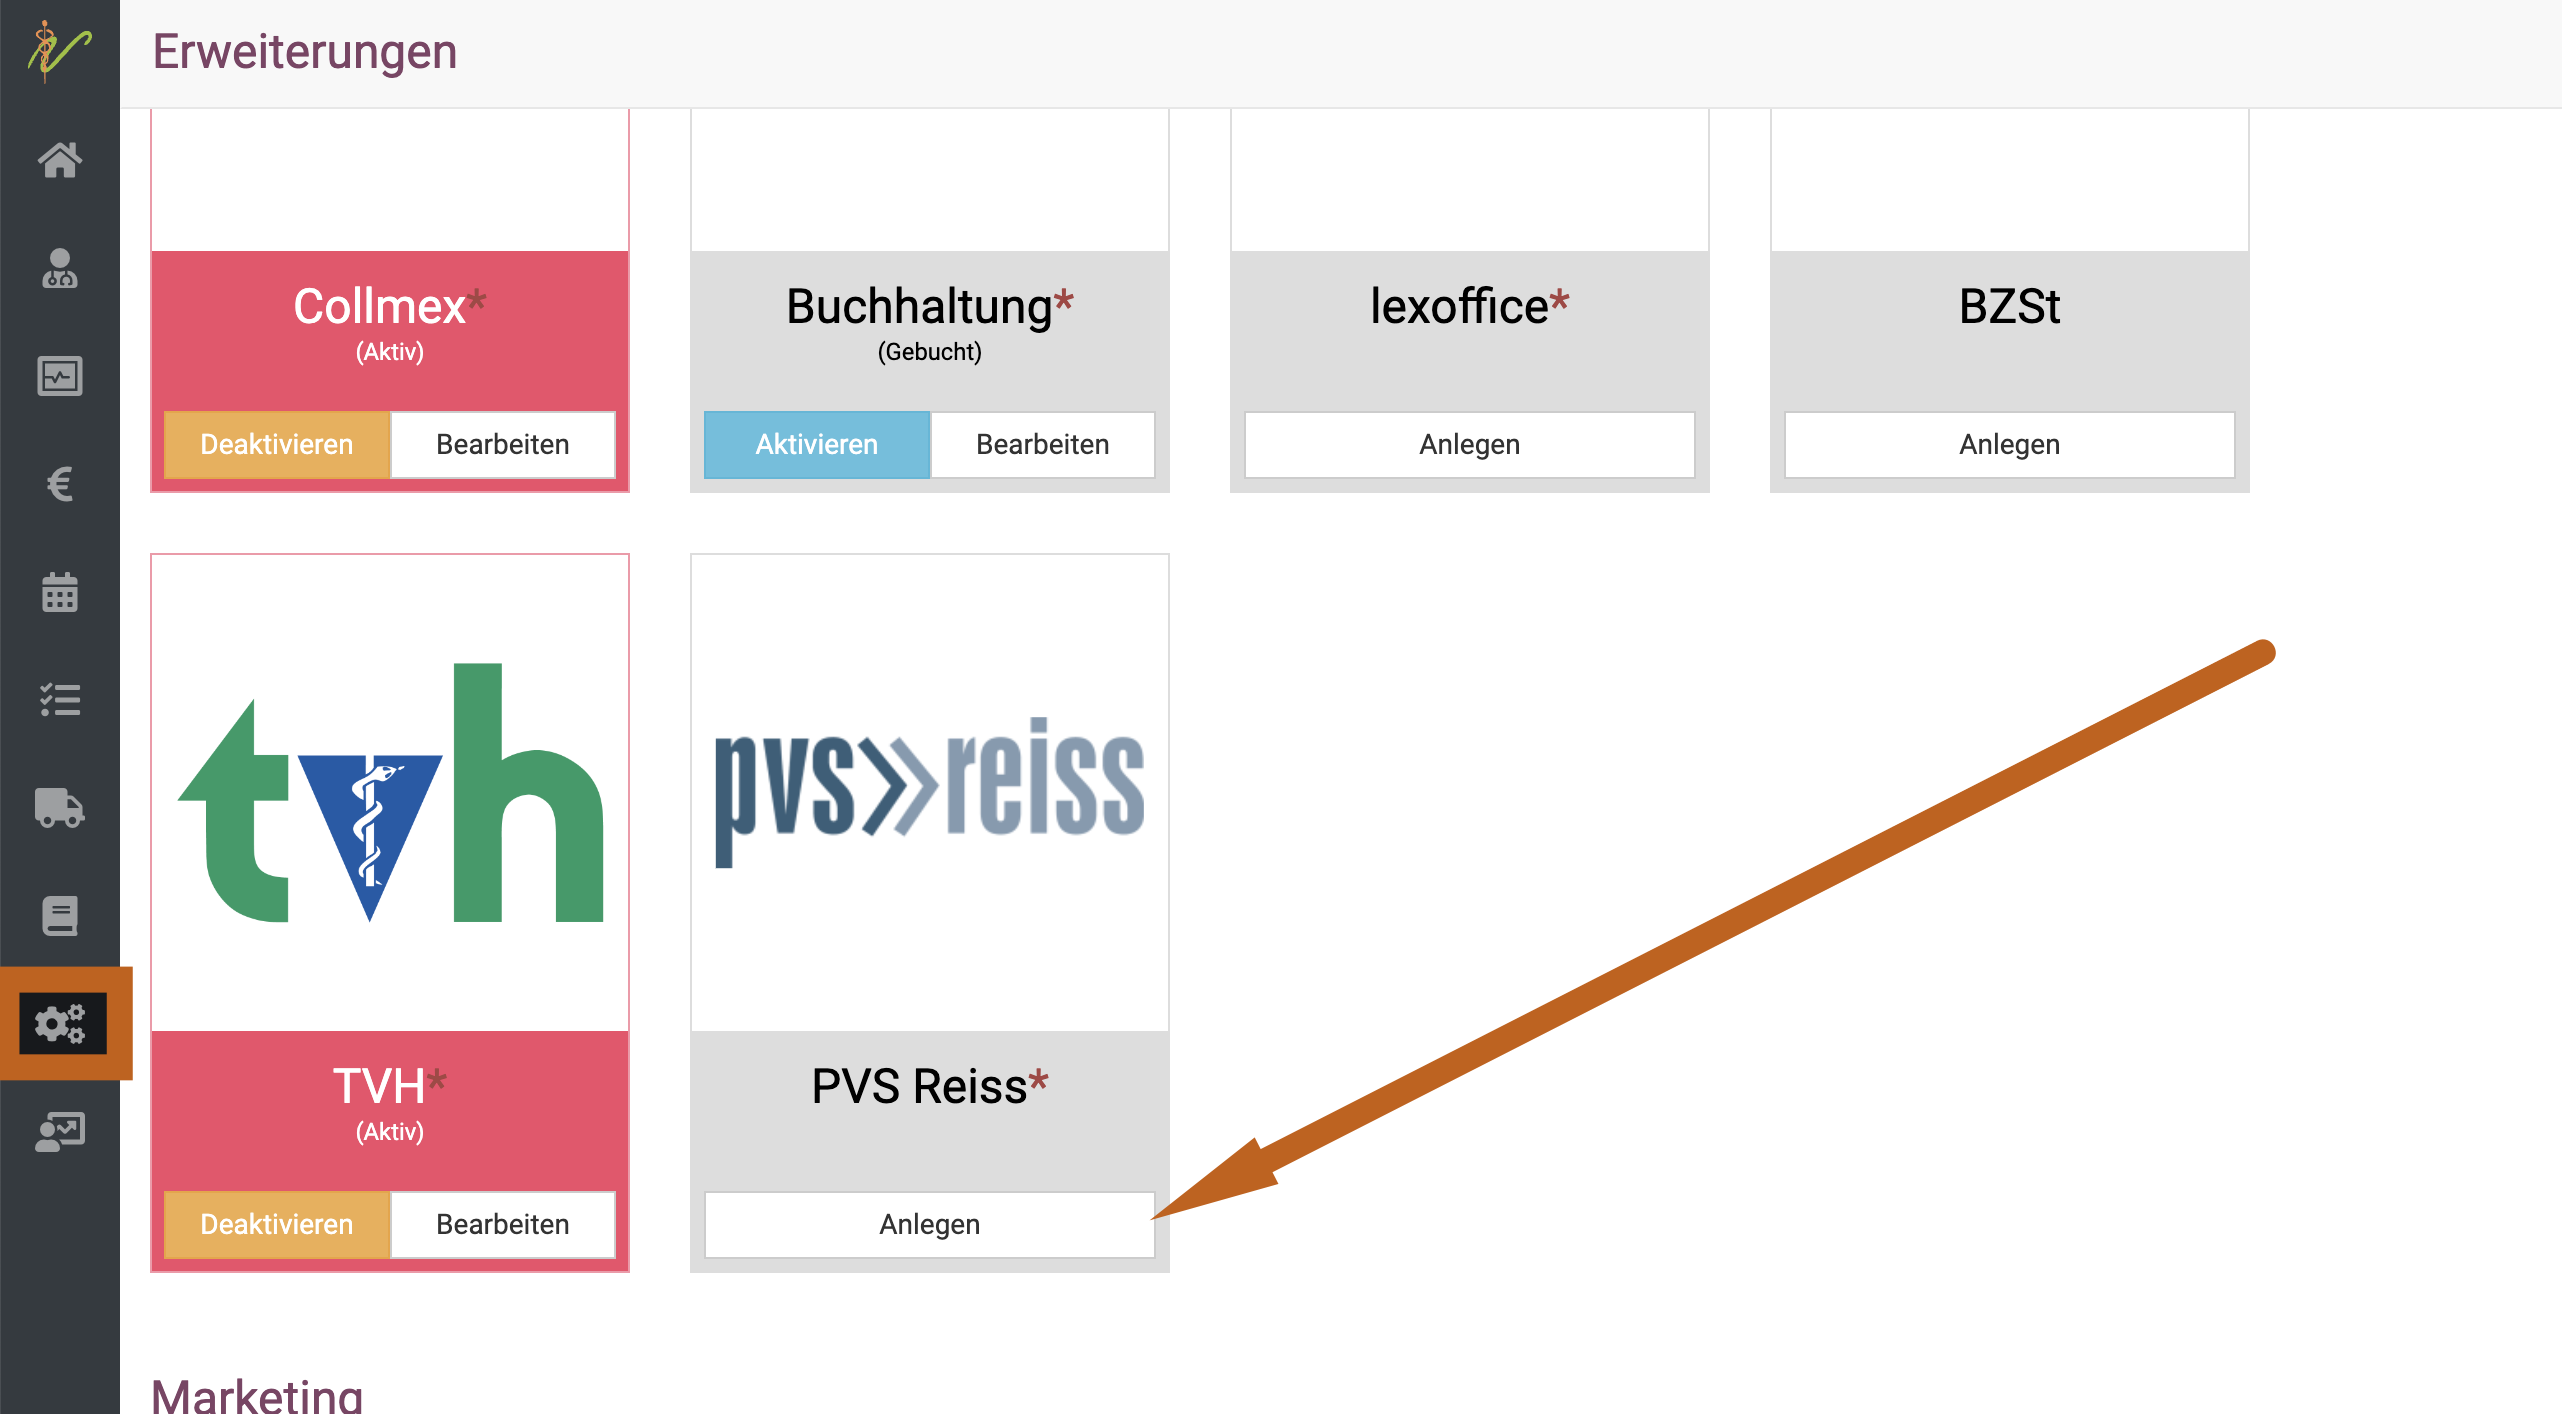 Erweiterungen
Collmex*
(Aktiv)
Deaktivieren
Bearbeiten
Buchhaltung*
(Gebucht)
Aktivieren
Bearbeiten
lexoffice*
Anlegen
BZSt
Anlegen
tvh
TVH*
(Aktiv)
Deaktivieren
Bearbeiten
pvs»reiss
PVS Reiss*
Anlegen
Marketing